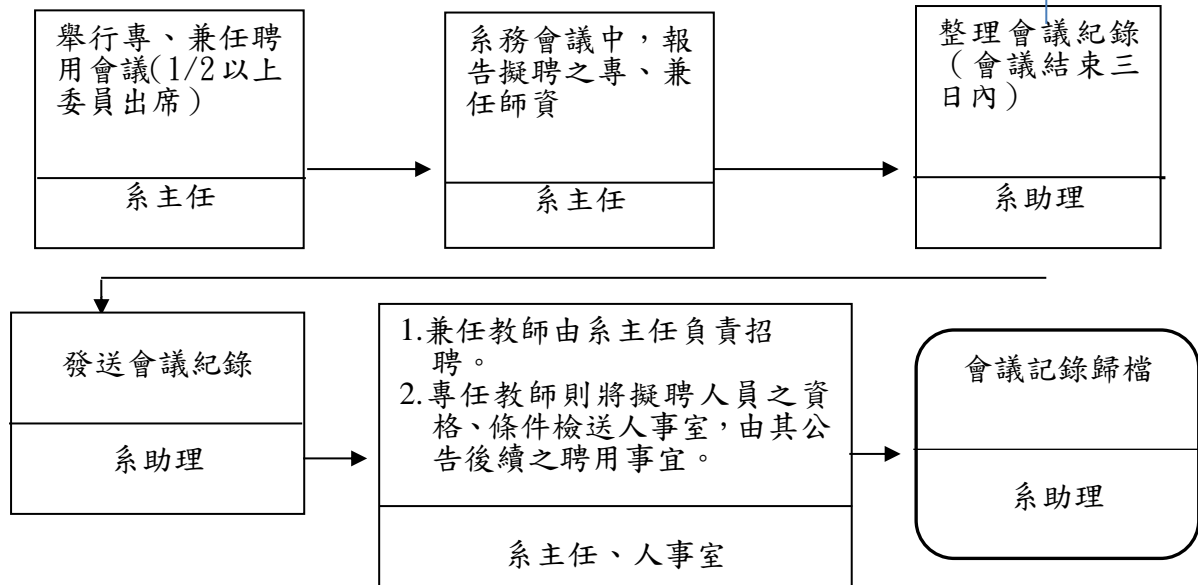 舉行專、兼任聘
用會議(1/2以上
委員出席)
系主任
系務會議中，報
告擬聘之專、兼
任師資
系主任
整理會議紀錄
（會議結束三
日內）
系助理
發送會議紀錄
系助理
1.兼任教師由系主任負責招
聘。
2.專任教師則將擬聘人員之資
格、條件檢送人事室，由其公
告後續之聘用事宜。
系主任、人事室
會議記錄歸檔
系助理